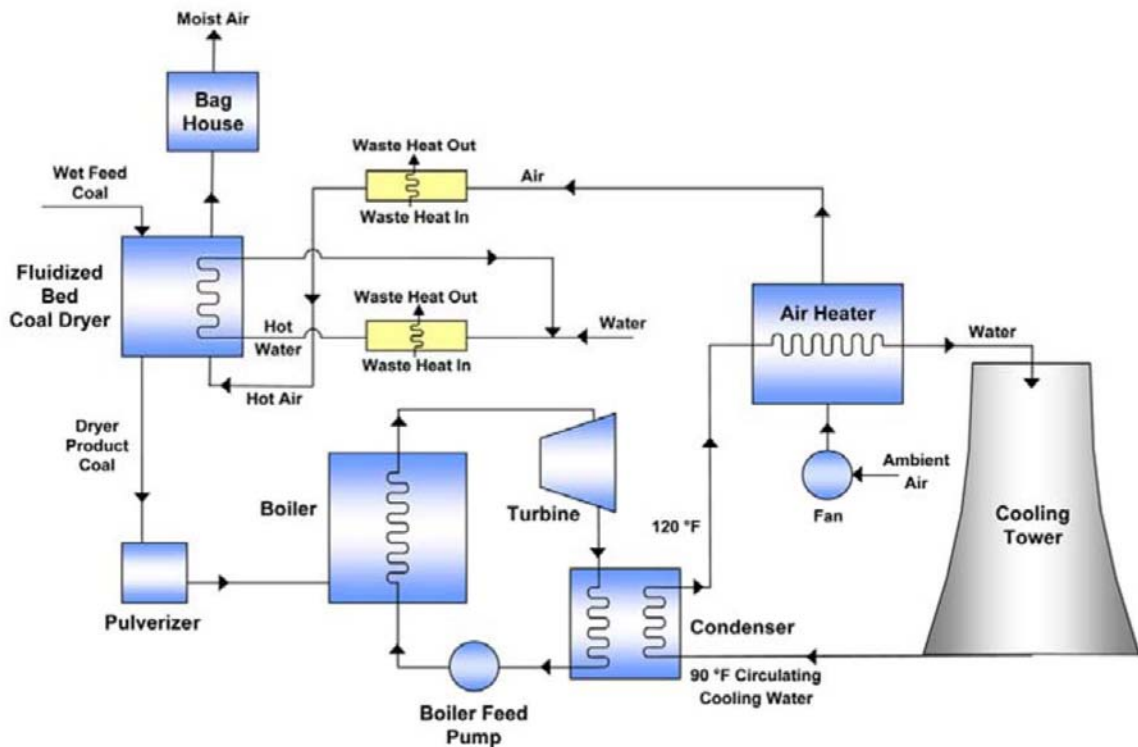 Moist Air
Bag
House
Wet Feed
Coal
Waste Heat Out
Air
Waste Heat In
Fluidized
Bed
Coal Dryer
Waste Heat Out
Hot
Water
Water
Waste Heat In
Hot Air
Air Heater
Water
Dryer
Product
Coal
Boiler
Turbine
Ambient
Air
Fan
120 °F
Cooling
Tower
Pulverizer
Condenser
90 °F Circulating
Cooling Water
Boiler Feed
Pump